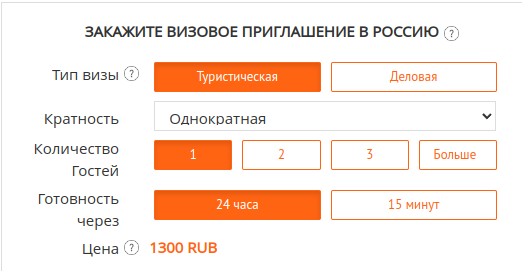 ЗАКАЖИТЕ ВИЗОВОЕ ПРИГЛАШЕНИЕ В РОССИЮ ?
Тип визы ? Туристическая Деловая
Кратность Однократная
Количество Гостей 1 2 3 Больше
Готовность через 24 часа 15 минут
Цена ? 1300 RUB